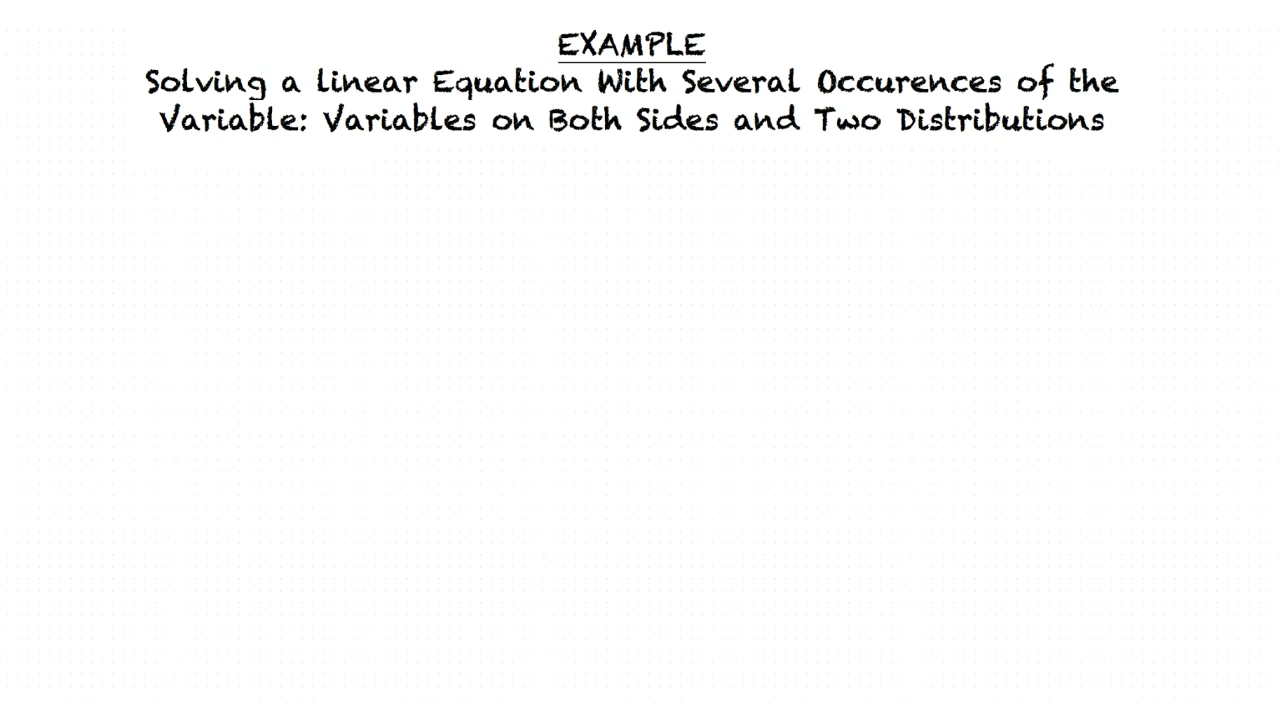 EXAMPLE
Solving a linear Equation With Several Occurences of the
Variable: Variables on Both Sides and Two Distributions